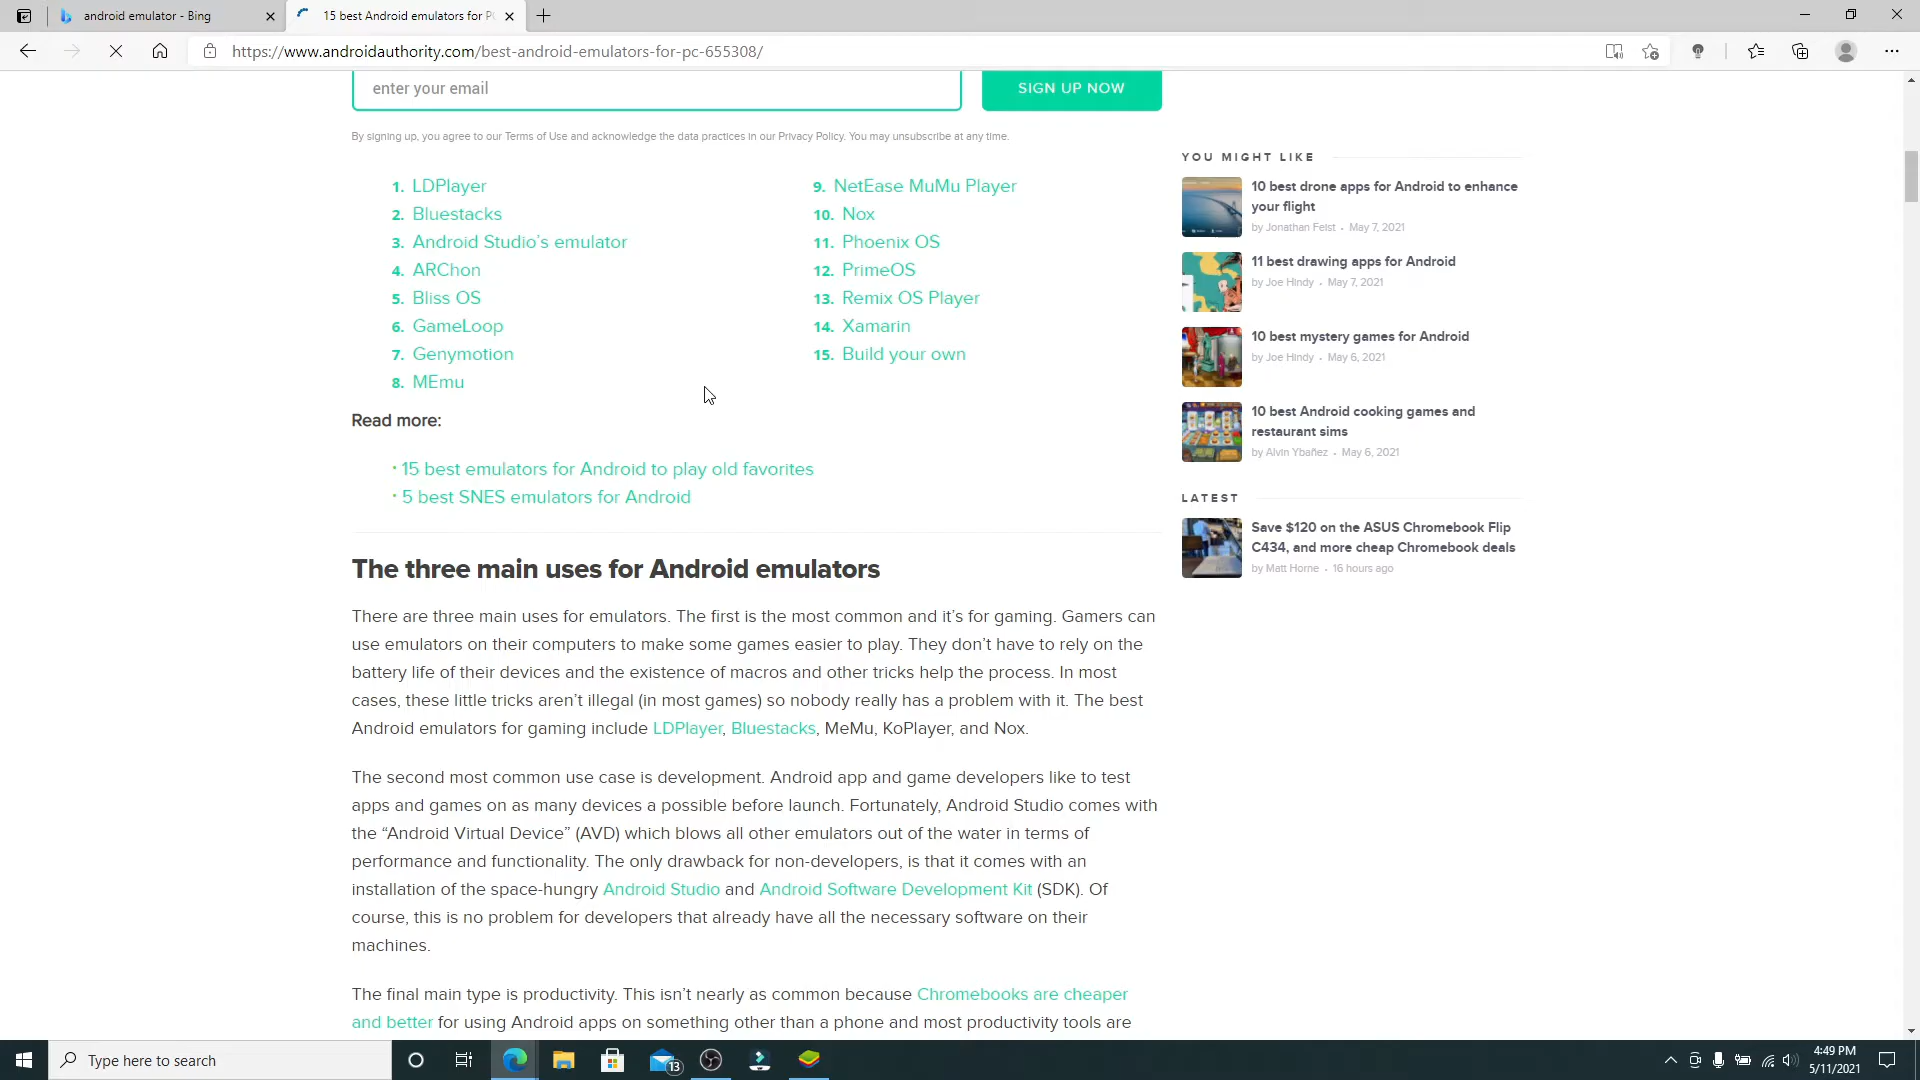 android emulator - Bing
15 best Android emulators for PC
https://www.androidauthority.com/best-android-emulators-for-pc-655308/
enter your email
SIGN UP NOW
By signing up, you agree to our Terms of Use and acknowledge the data practices in our Privacy Policy. You may unsubscribe at any time.
1. LDPlayer
2. Bluestacks
3. Android Studio’s emulator
4. ARChon
5. Bliss OS
6. GameLoop
7. Genymotion
8. MEmu
9. NetEase MuMu Player
10. Nox
11. Phoenix OS
12. PrimeOS
13. Remix OS Player
14. Xamarin
15. Build your own
Read more:
· 15 best emulators for Android to play old favorites
· 5 best SNES emulators for Android
The three main uses for Android emulators
There are three main uses for emulators. The first is the most common and it’s for gaming. Gamers can
use emulators on their computers to make some games easier to play. They don’t have to rely on the
battery life of their devices and the existence of macros and other tricks help the process. In most
cases, these little tricks aren’t illegal (in most games) so nobody really has a problem with it. The best
Android emulators for gaming include LDPlayer, Bluestacks, MeMu, KoPlayer, and Nox.
The second most common use case is development. Android app and game developers like to test
apps and games on as many devices a possible before launch. Fortunately, Android Studio comes with
the “Android Virtual Device” (AVD) which blows all other emulators out of the water in terms of
performance and functionality. The only drawback for non-developers, is that it comes with an
installation of the space-hungry Android Studio and Android Software Development Kit (SDK). Of
course, this is no problem for developers that already have all the necessary software on their
machines.
The final main type is productivity. This isn’t nearly as common because Chromebooks are cheaper
and better for using Android apps on something other than a phone and most productivity tools are
YOU MIGHT LIKE
10 best drone apps for Android to enhance
your flight
by Jonathan Feist • May 7, 2021
11 best drawing apps for Android
by Joe Hindy • May 7, 2021
10 best mystery games for Android
by Joe Hindy • May 6, 2021
10 best Android cooking games and
restaurant sims
by Alvin Ybañez • May 6, 2021
LATEST
Save $120 on the ASUS Chromebook Flip
C434, and more cheap Chromebook deals
by Matt Horne • 16 hours ago
Type here to search
13
4:49 PM
5/11/2021